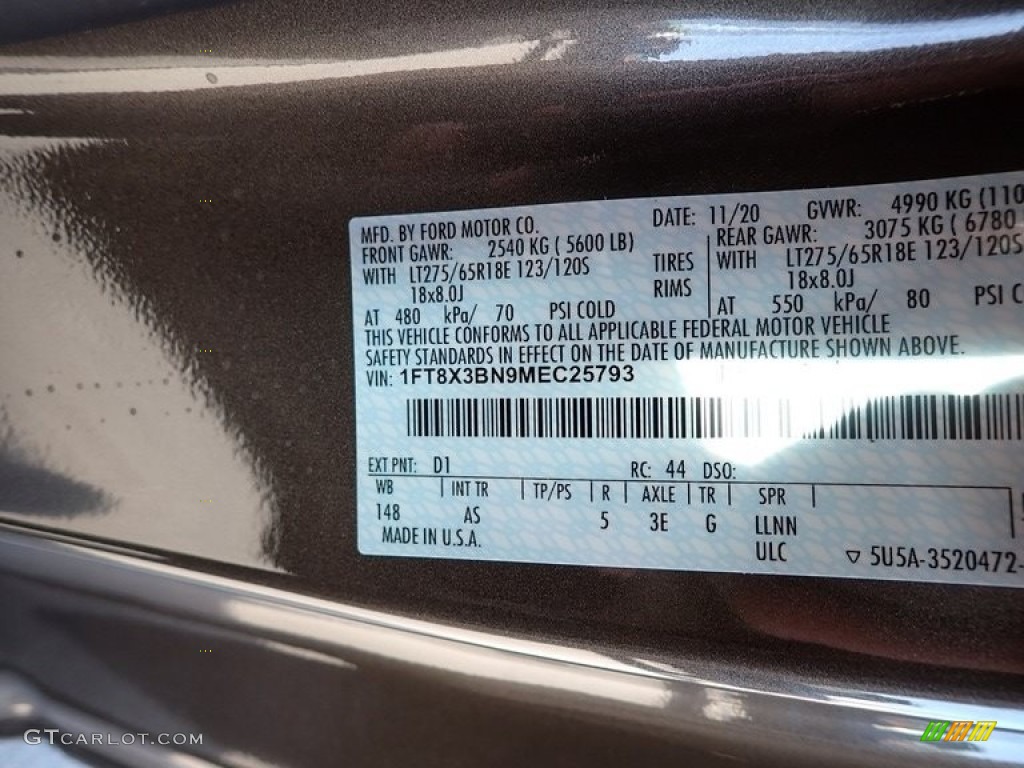 MFD. BY FORD MOTOR CO. DATE: 11/20 GVWR: 4990 KG (110
FRONT GAWR: 2540 KG ( 5600 LB) REAR GAWR: 3075 KG ( 6780
WITH LT275/65R18E 123/120S TIRES WITH LT275/65R18E 123/120S
18x8.0J RIMS 18x8.0J
AT 480 kPa/ 70 PSI COLD AT 550 kPa/ 80 PSI C
THIS VEHICLE CONFORMS TO ALL APPLICABLE FEDERAL MOTOR VEHICLE
SAFETY STANDARDS IN EFFECT ON THE DATE OF MANUFACTURE SHOWN ABOVE.
VIN: 1FT8X3BN9MEC25793
EXT PNT: D1 RC: 44 DSO:
WB INT TR TP/PS R AXLE TR SPR
148 AS 5 3E G LLNN
MADE IN U.S.A. ULC 5U5A-3520472-
GTCARLOT.COM